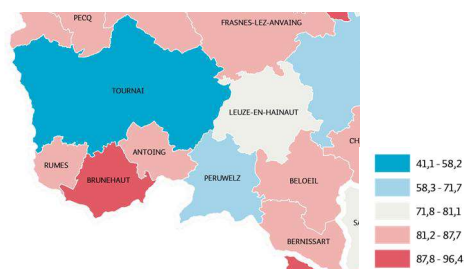 PECQ
FRASNES-LEZ-ANVAING
TOURNAI
LEUZE-EN-HAINAUT
ANTOING
RUMES
BRUNEHAUT
PERUWELZ
BELOEIL
BERNISSART
CH
41,1 - 58,2
58,3 - 71,7
71,8 - 81,1
81,2 - 87,7
87,8 - 96,4